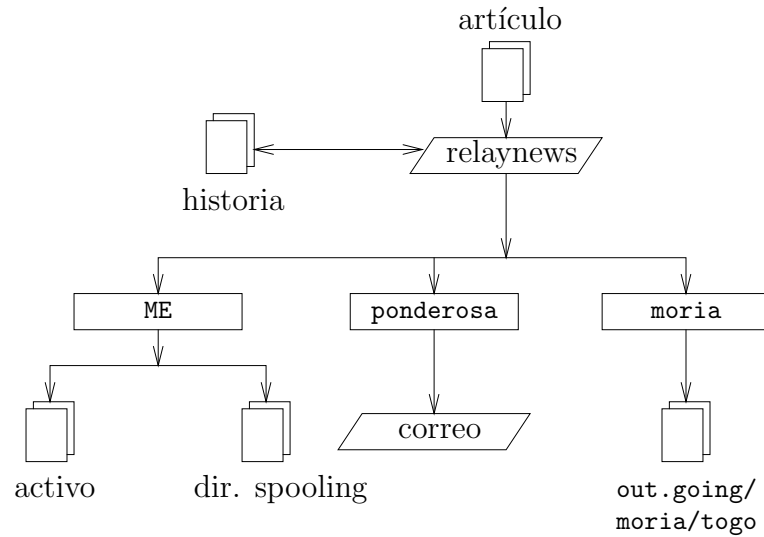 artículo
relaynews
historia
ME
ponderosa
moria
correo
activo
dir. spooling
out.going/
moria/togo